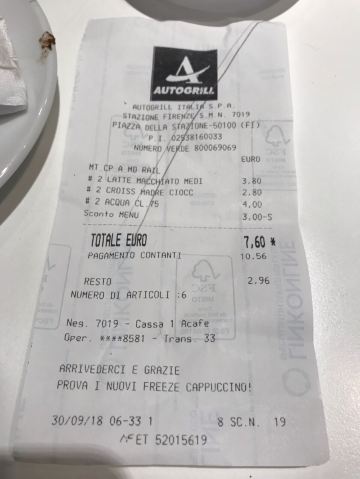 AUTOGRILL
AUTOGRILL ITALIA S.P.A.
STAZIONE FIRENZE S.M N. 7019
PIAZZA DELLA STAZIONE-50100 (FI)
P.I. 02538160033
NUMERO VERDE 800069069
EURO
MT CP A MD RAIL
# 2 LATTE MACCHIATO MEDI 3.80
# 2 CROISS MADRE CIOCC 2.80
# 2 ACQUA CL.75 4.00
Sconto MENU 3.00-S
TOTALE EURO 7,60 *
PAGAMENTO CONTANTI 10.56
RESTO 2.96
NUMERO DI ARTICOLI :6
Neg. 7019 - Cassa 1 Acafe
Oper. ****8581 - Trans. 33
ARRIVEDERCI E GRAZIE
PROVA I NUOVI FREEZE CAPPUCCINO!
30/09/18 06-33 1 8 SC.N. 19
ET 52015619
FSC
LINKONLINE